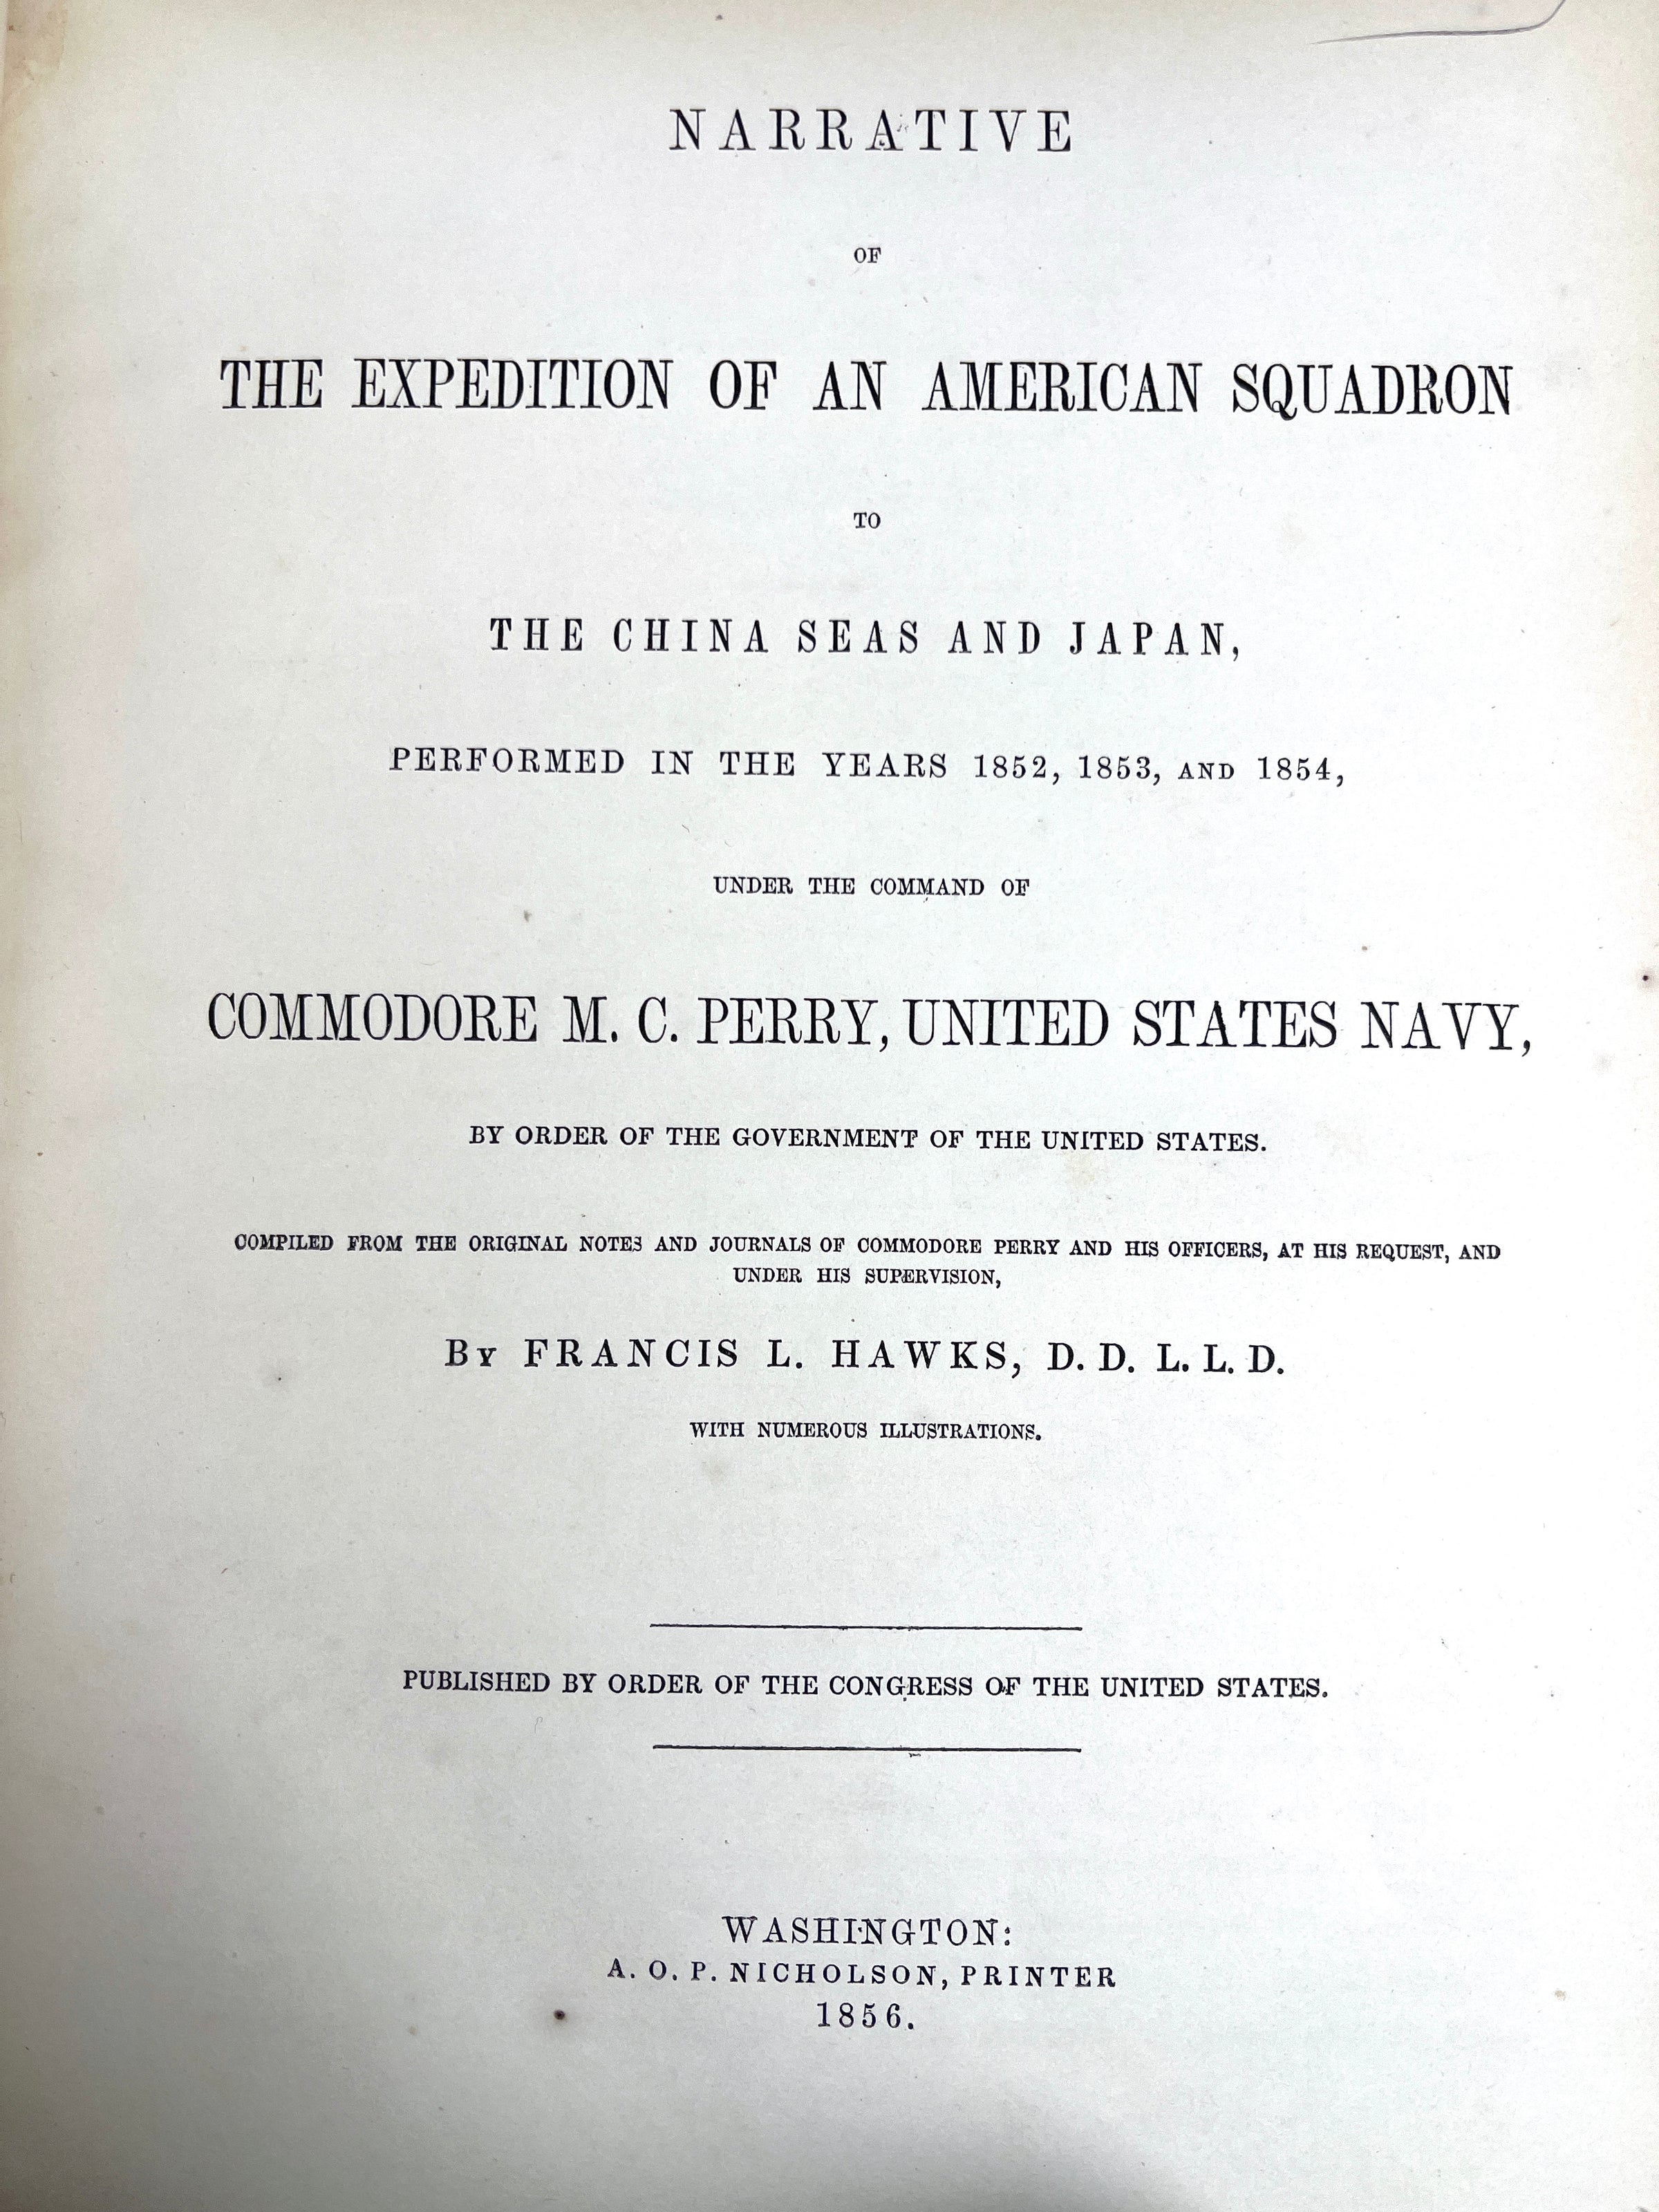 NARRATIVE
OF
THE EXPEDITION OF AN AMERICAN SQUADRON
TO
THE CHINA SEAS AND JAPAN,
PERFORMED IN THE YEARS 1852, 1853, AND 1854,
UNDER THE COMMAND OF
COMMODORE M. C. PERRY, UNITED STATES NAVY,
BY ORDER OF THE GOVERNMENT OF THE UNITED STATES.
COMPILED FROM THE ORIGINAL NOTES AND JOURNALS OF COMMODORE PERRY AND HIS OFFICERS, AT HIS REQUEST, AND
UNDER HIS SUPERVISION,
BY FRANCIS L. HAWKS, D. D. L. L. D.
WITH NUMEROUS ILLUSTRATIONS.
PUBLISHED BY ORDER OF THE CONGRESS OF THE UNITED STATES.
WASHINGTON:
A. O. P. NICHOLSON, PRINTER
1856.